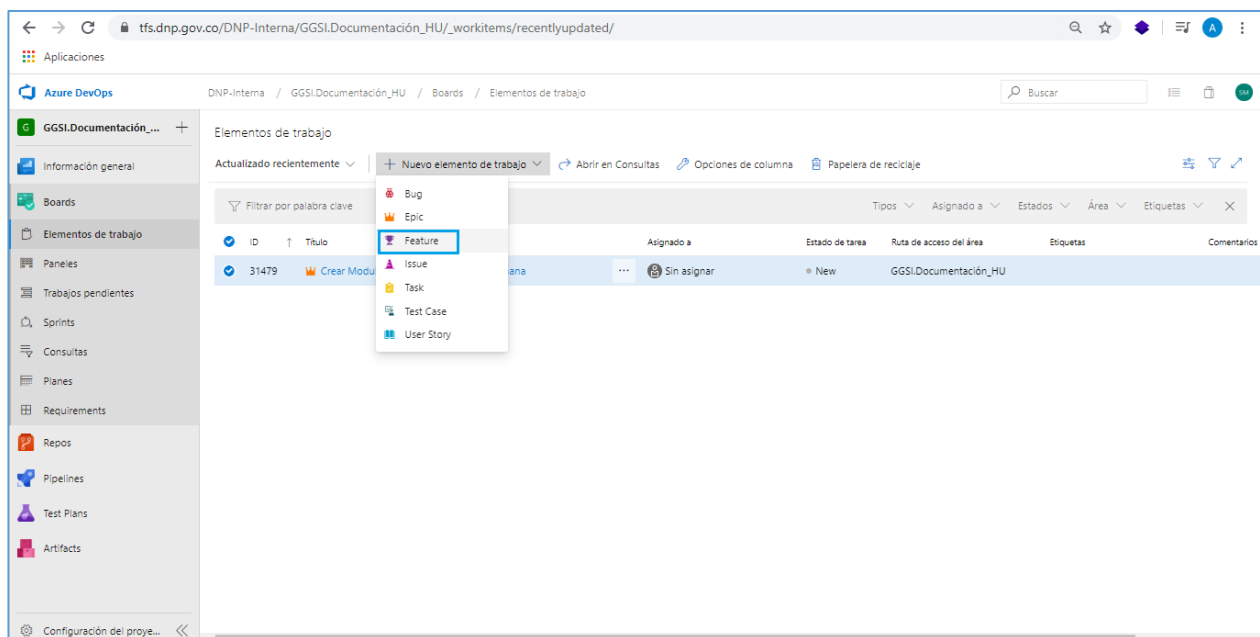 tfs.dnp.gov.co/DNP-Interna/GGSI.Documentación_HU/_workitems/recentlyupdated/
A
Aplicaciones
Azure DevOps
DNP-Interna / GGSI.Documentación_HU / Boards / Elementos de trabajo
Buscar
SM
G GGSI.Documentación_... +
Elementos de trabajo
Información general
Actualizado recientemente
+ Nuevo elemento de trabajo
Abrir en Consultas
Opciones de columna
Papelera de reciclaje
Boards
Filtrar por palabra clave
Tipos
Asignado a
Estados
Área
Etiquetas
Bug
Epic
Feature
Issue
Task
Test Case
User Story
Elementos de trabajo
ID ↑ Título
Asignado a
Estado de tarea
Ruta de acceso del área
Etiquetas
Comentarios
31479 Crear Modu
ana ... Sin asignar
New
GGSI.Documentación_HU
Paneles
Trabajos pendientes
Sprints
Consultas
Planes
Requirements
Repos
Pipelines
Test Plans
Artifacts
Configuración del proye...